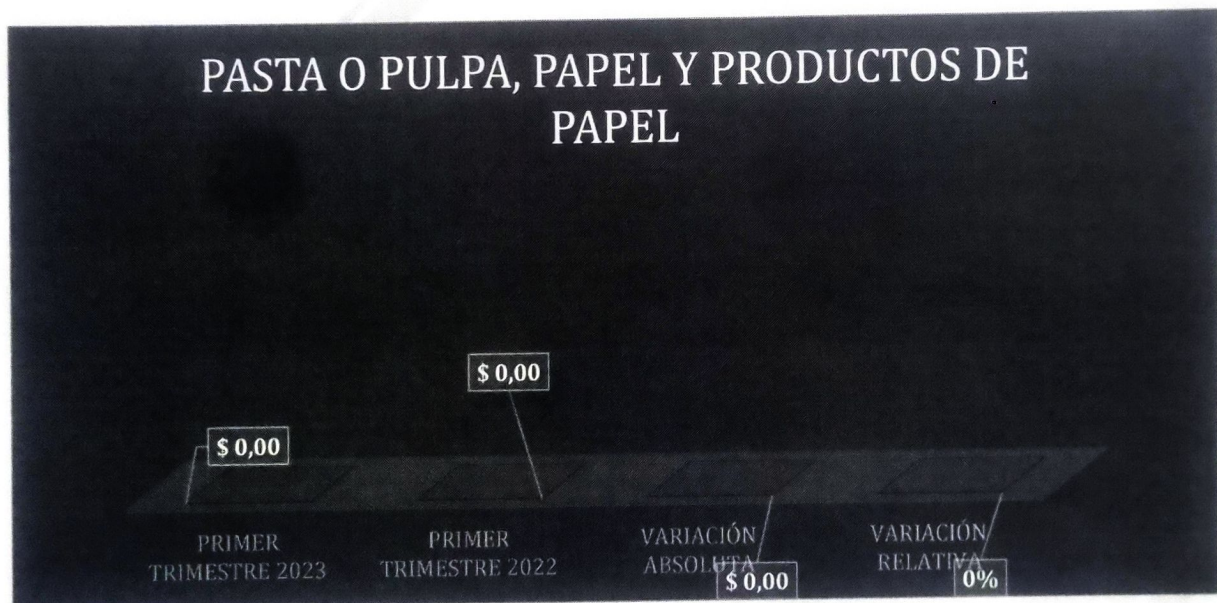 PASTA O PULPA, PAPEL Y PRODUCTOS DE
PAPEL
$ 0,00
$ 0,00
PRIMER
TRIMESTRE 2023
PRIMER
TRIMESTRE 2022
VARIACIÓN
ABSOLUTA
$ 0,00
VARIACIÓN
RELATIVA
0%